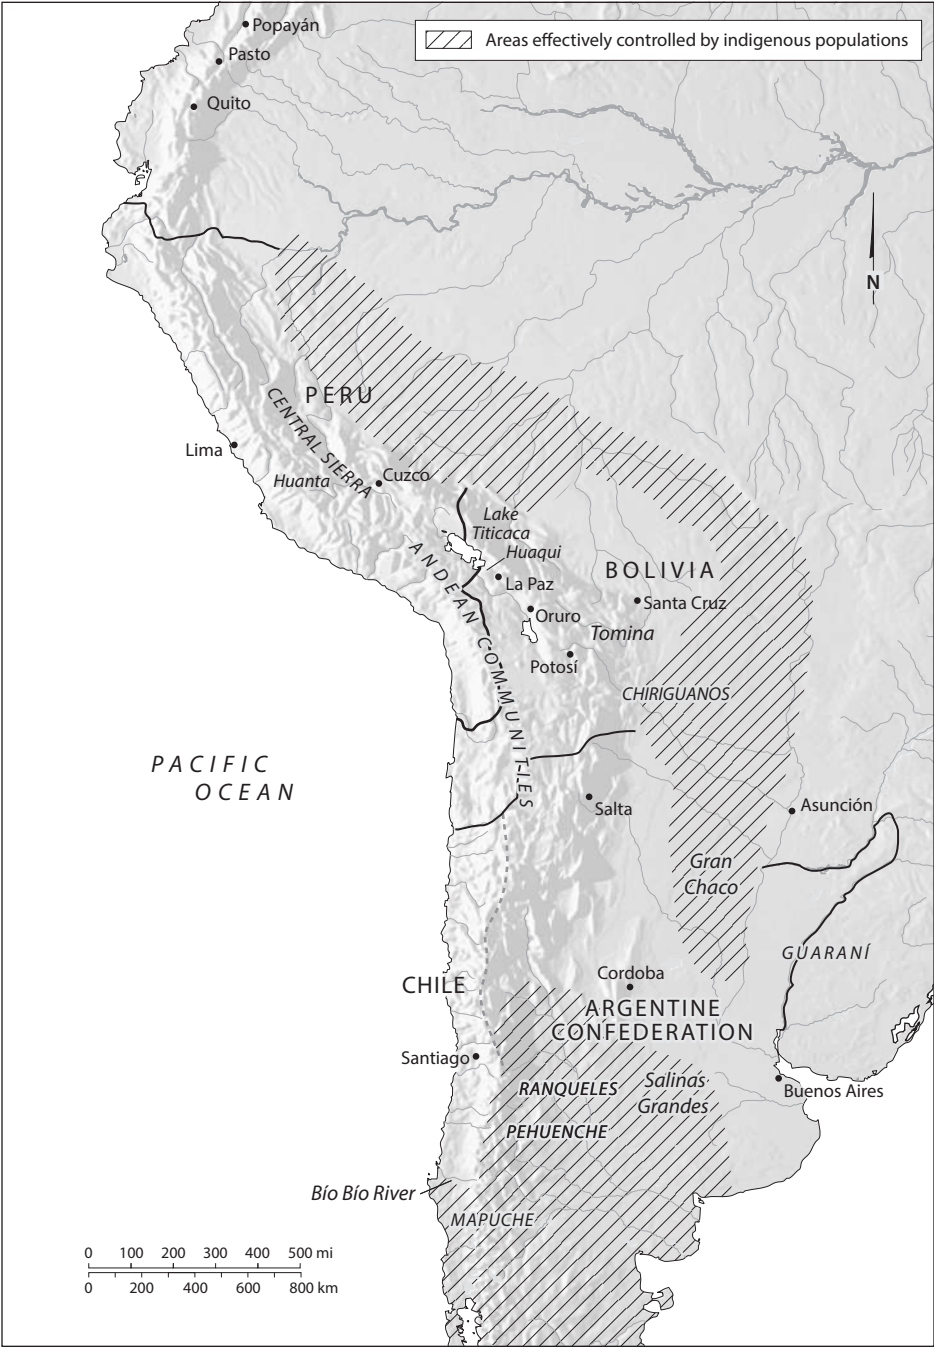 Popayán
Areas effectively controlled by indigenous populations
Pasto
Quito
N
PERU
CENTRAL SIERRA
Lima
Huanta
Cuzco
Lake
Titicaca
Huaqui
ANDEAN COMMUNITIES
La Paz
BOLIVIA
Santa Cruz
Oruro
Tomina
Potosí
CHIRIGUANOS
PACIFIC
OCEAN
Salta
Asunción
Gran
Chaco
GUARANÍ
Cordoba
CHILE
ARGENTINE
CONFEDERATION
Santiago
RANQUELES
Salinas
Grandes
Buenos Aires
PEHUENCHE
Bío Bío River
MAPUCHE
0 100 200 300 400 500 mi
0 200 400 600 800 km